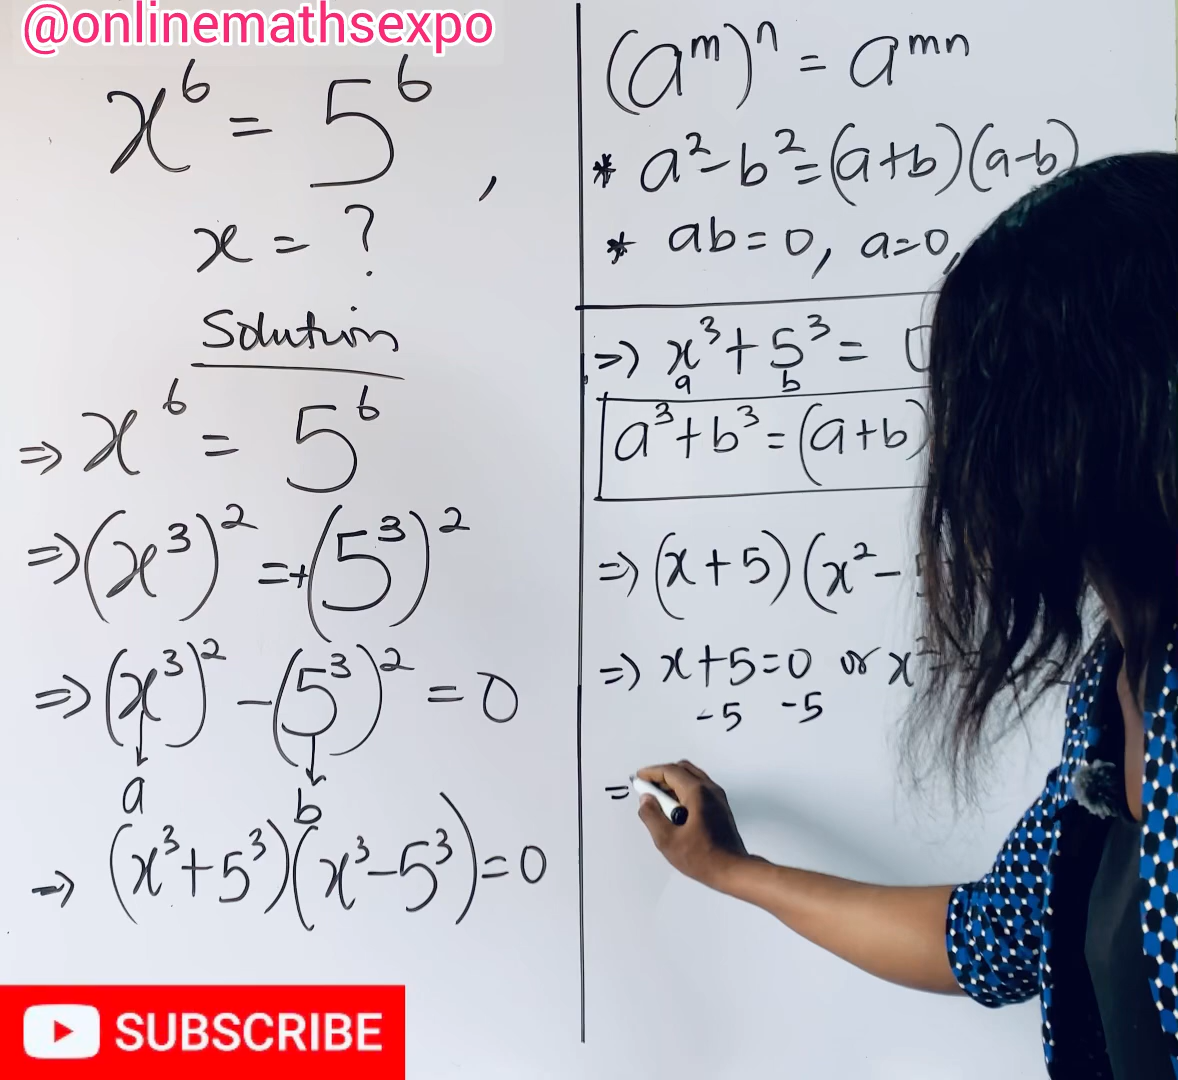 @onlinemathsexpo
x⁶ = 5⁶,
x = ?
Solution
⇒ x⁶ = 5⁶
⇒ (x³)² = +(5³)²
⇒ (x³)² - (5³)² = 0
a b
→ (x³+5³)(x³-5³) = 0
SUBSCRIBE
(aᵐ)ⁿ = aᵐⁿ
* a² - b² = (a+b)(a-b)
* ab = 0, a=0,
⇒ x³ + 5³ =
a b
a³ + b³ = (a+b)
⇒ (x+5)(x² -
⇒ x+5=0 or x²
-5 -5
=